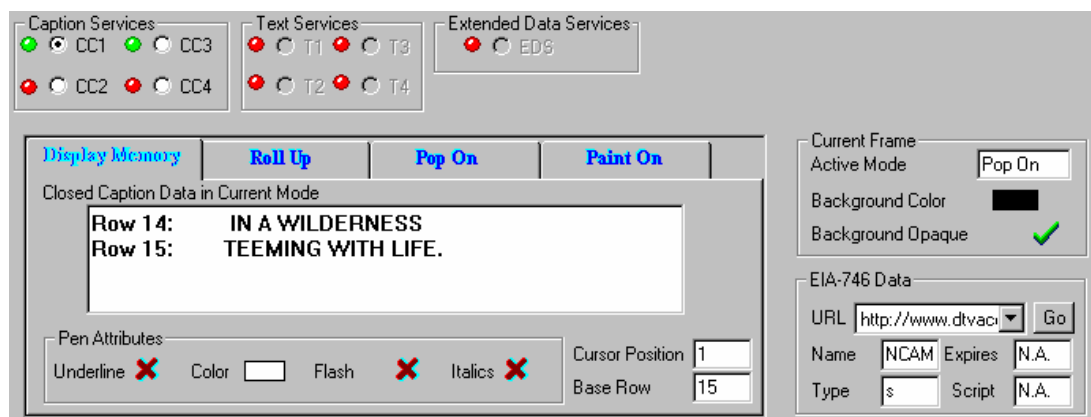 Caption Services Text Services Extended Data Services
CC1 CC3 T1 T3 EDS
CC2 CC4 T2 T4
Display Memory Roll Up Pop On Paint On
Closed Caption Data in Current Mode
Row 14: IN A WILDERNESS
Row 15: TEEMING WITH LIFE.
Pen Attributes
Underline Color Flash Italics
Cursor Position 1
Base Row 15
Current Frame
Active Mode Pop On
Background Color
Background Opaque
EIA-746 Data
URL http://www.dtvac Go
Name NCAM Expires N.A.
Type s Script N.A.